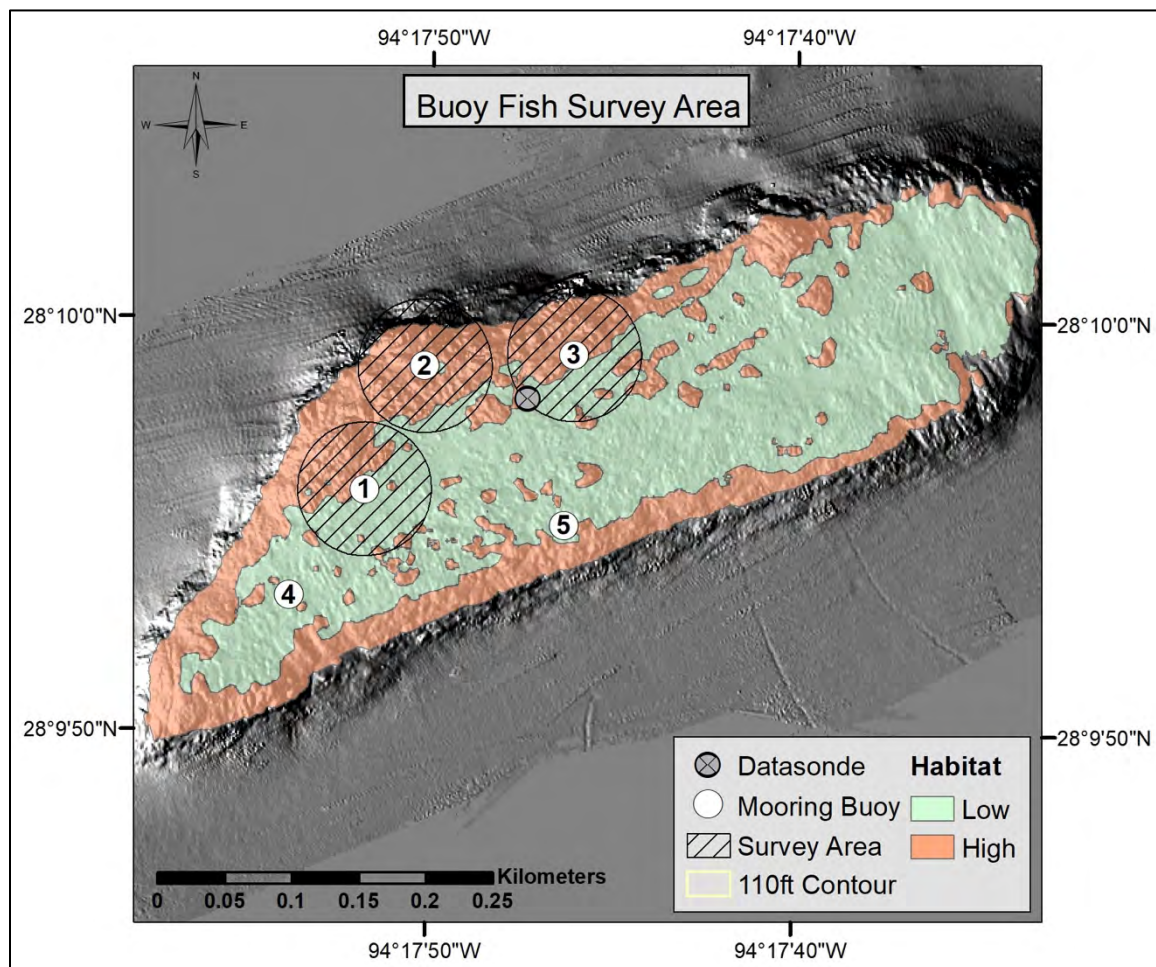 94°17'50"W 94°17'40"W
Buoy Fish Survey Area
N
W E
S
28°10'0"N 28°10'0"N
2
3
1
5
4
28°9'50"N 28°9'50"N
Datasonde
Mooring Buoy
Survey Area
110ft Contour
Habitat
Low
High
Kilometers
0 0.05 0.1 0.15 0.2 0.25
94°17'50"W 94°17'40"W